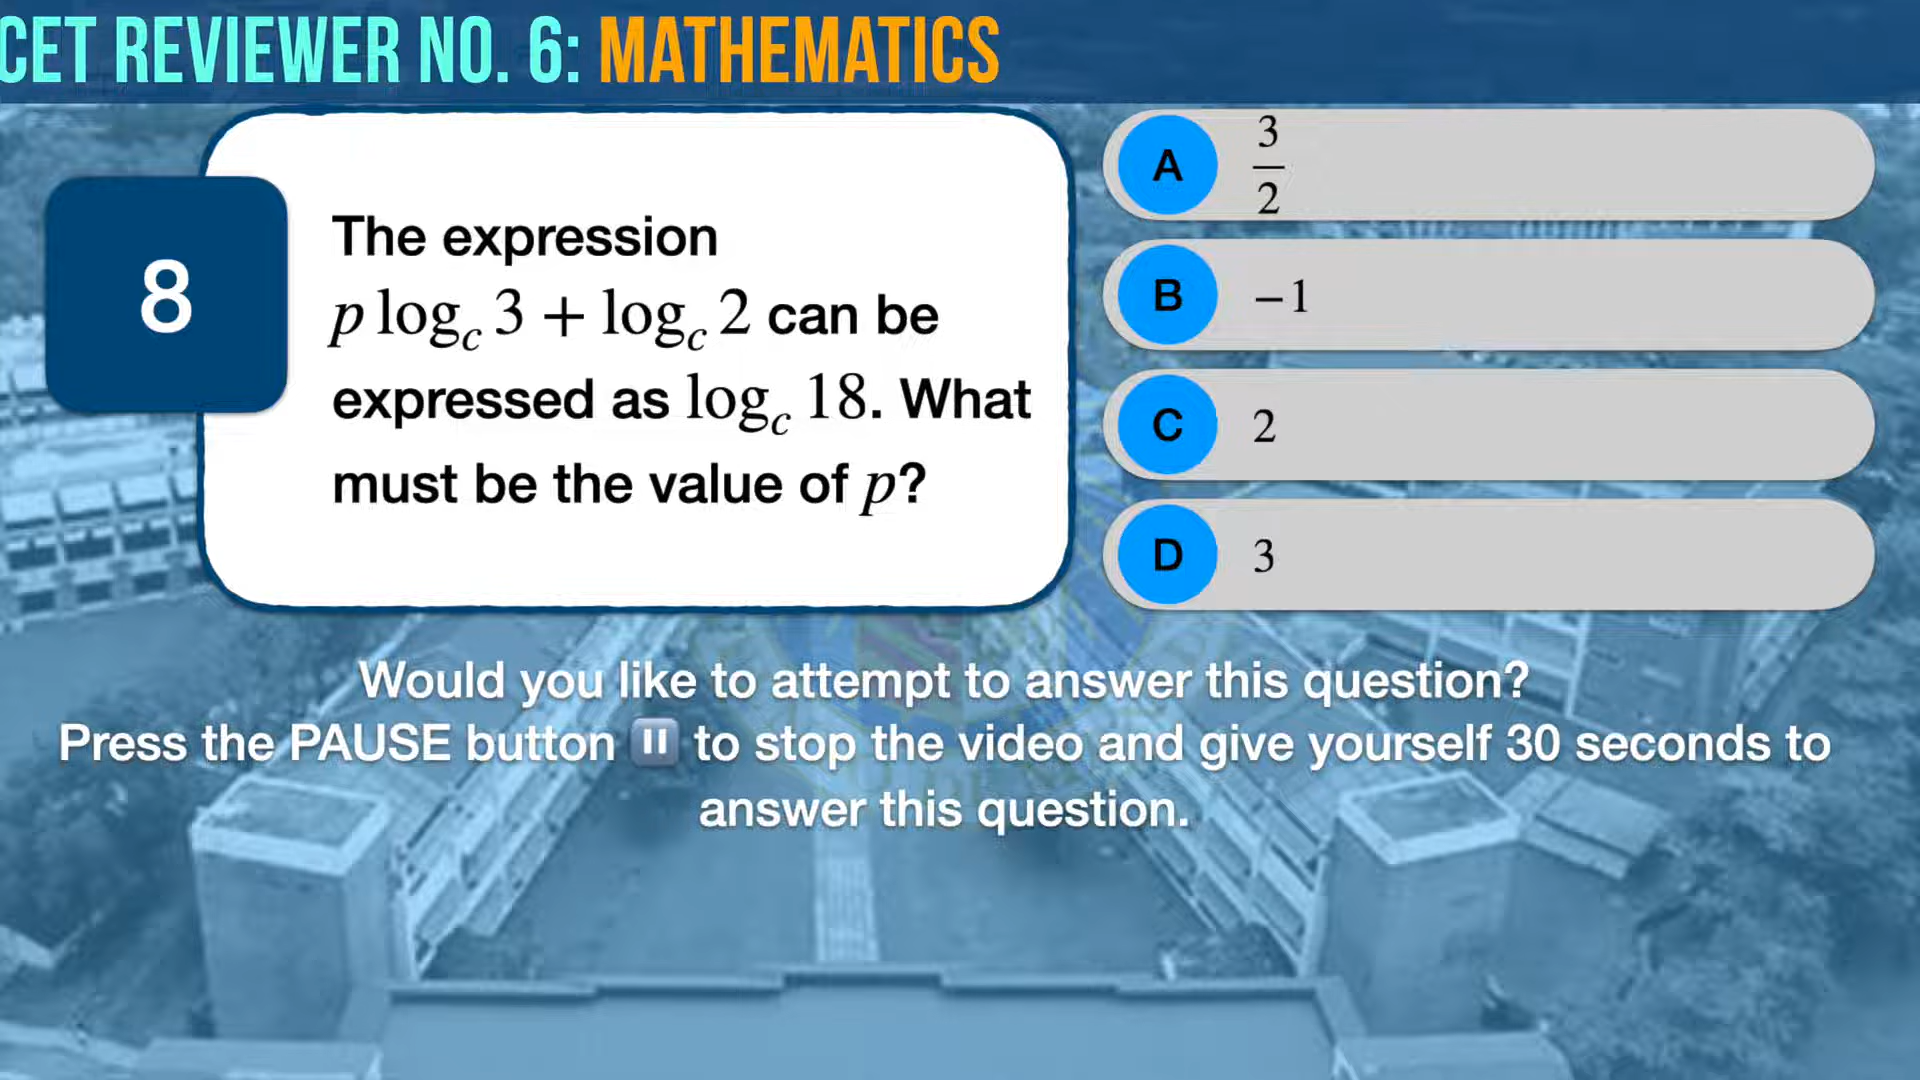 CET REVIEWER NO. 6: MATHEMATICS
8
The expression
p log_c 3 + log_c 2 can be
expressed as log_c 18. What
must be the value of p?
A 3/2
B −1
C 2
D 3
Would you like to attempt to answer this question?
Press the PAUSE button ⏸ to stop the video and give yourself 30 seconds to
answer this question.